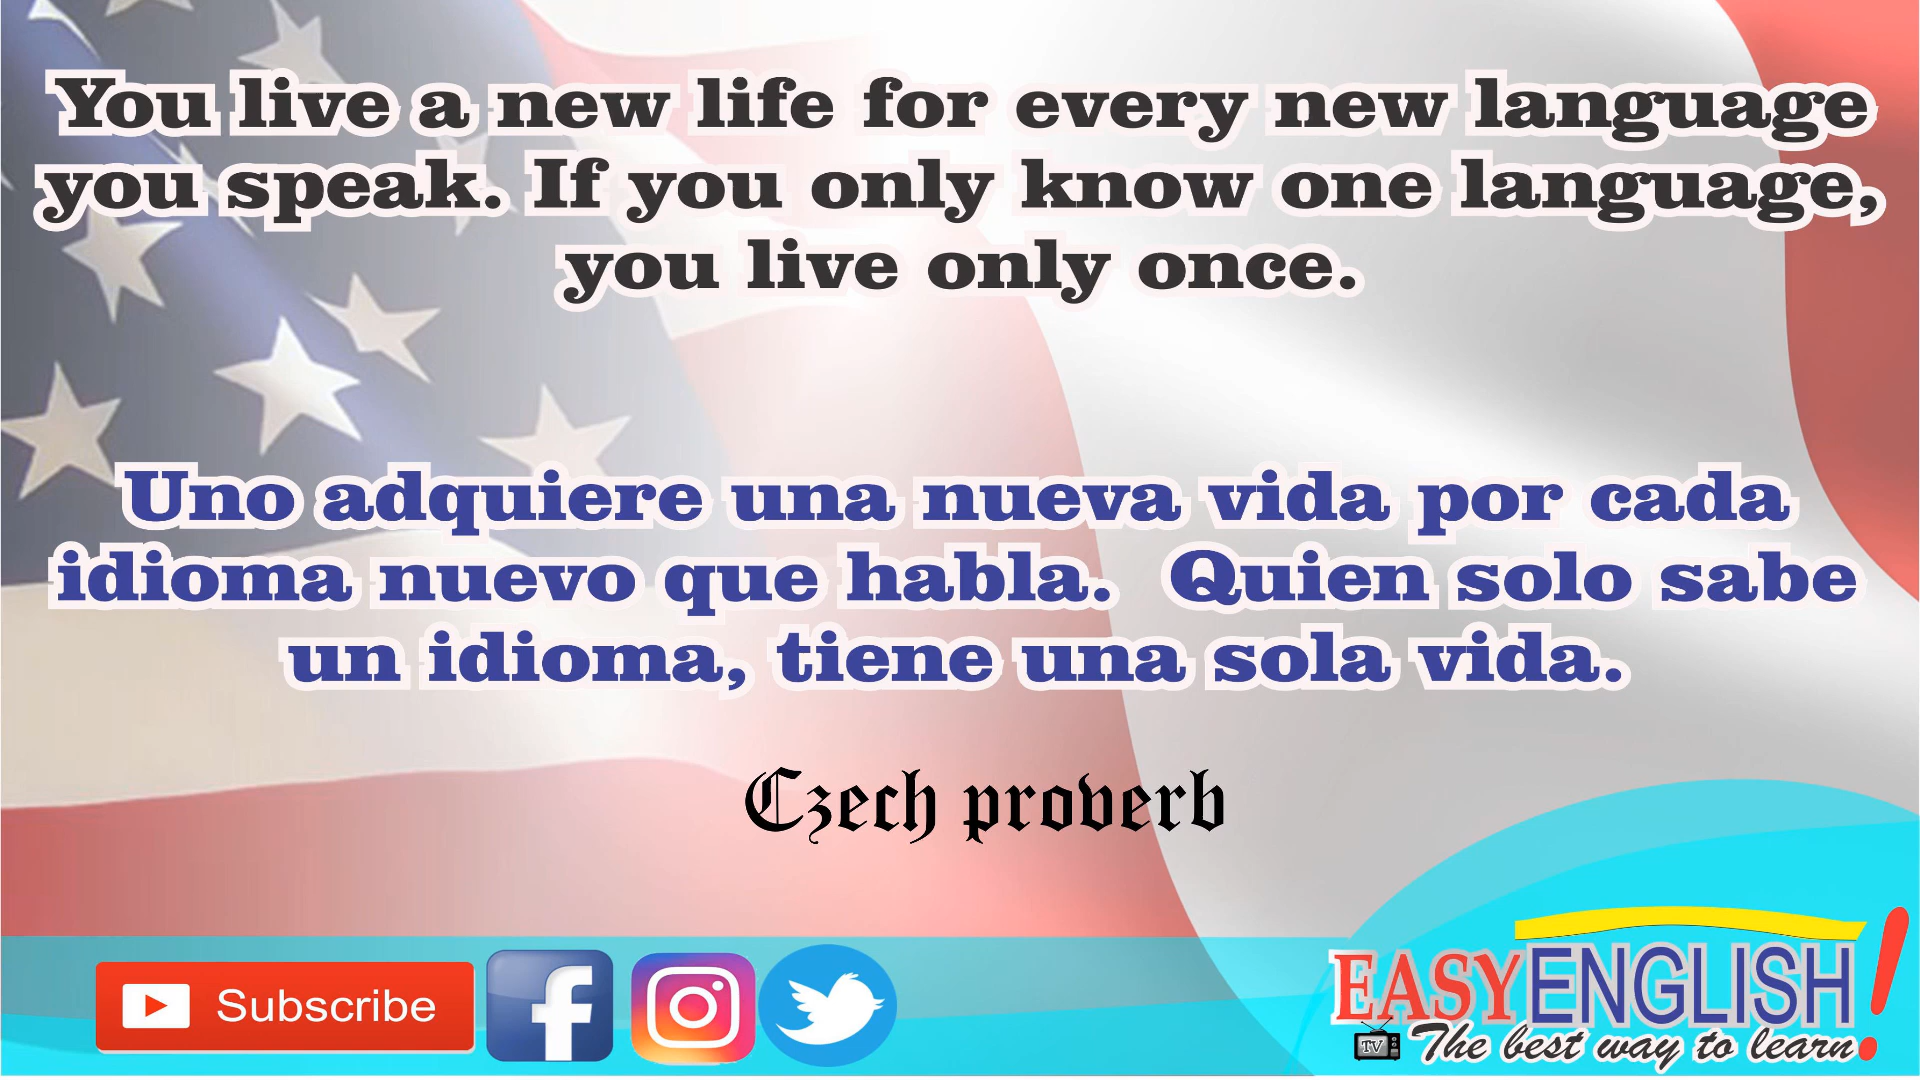 You live a new life for every new language
you speak. If you only know one language,
you live only once.
Uno adquiere una nueva vida por cada
idioma nuevo que habla. Quien solo sabe
un idioma, tiene una sola vida.
Czech proverb
Subscribe
EASYENGLISH!
TV The best way to learn